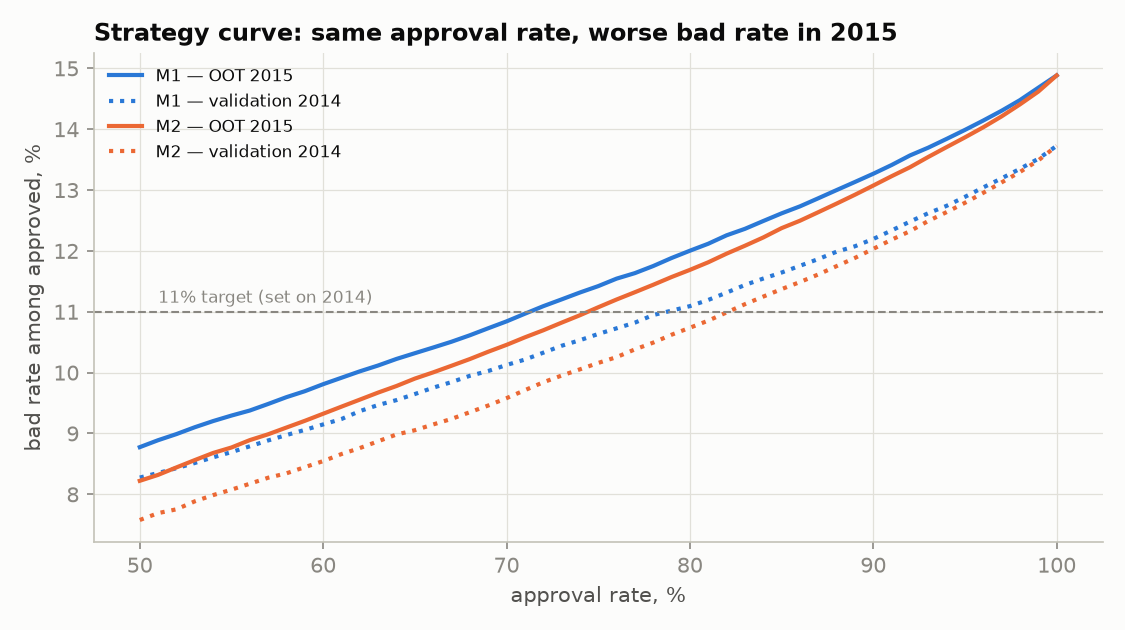 Strategy curve: same approval rate, worse bad rate in 2015
M1 — OOT 2015
M1 — validation 2014
M2 — OOT 2015
M2 — validation 2014
11% target (set on 2014)
bad rate among approved, %
15
14
13
12
11
10
9
8
50
60
70
80
90
100
approval rate, %